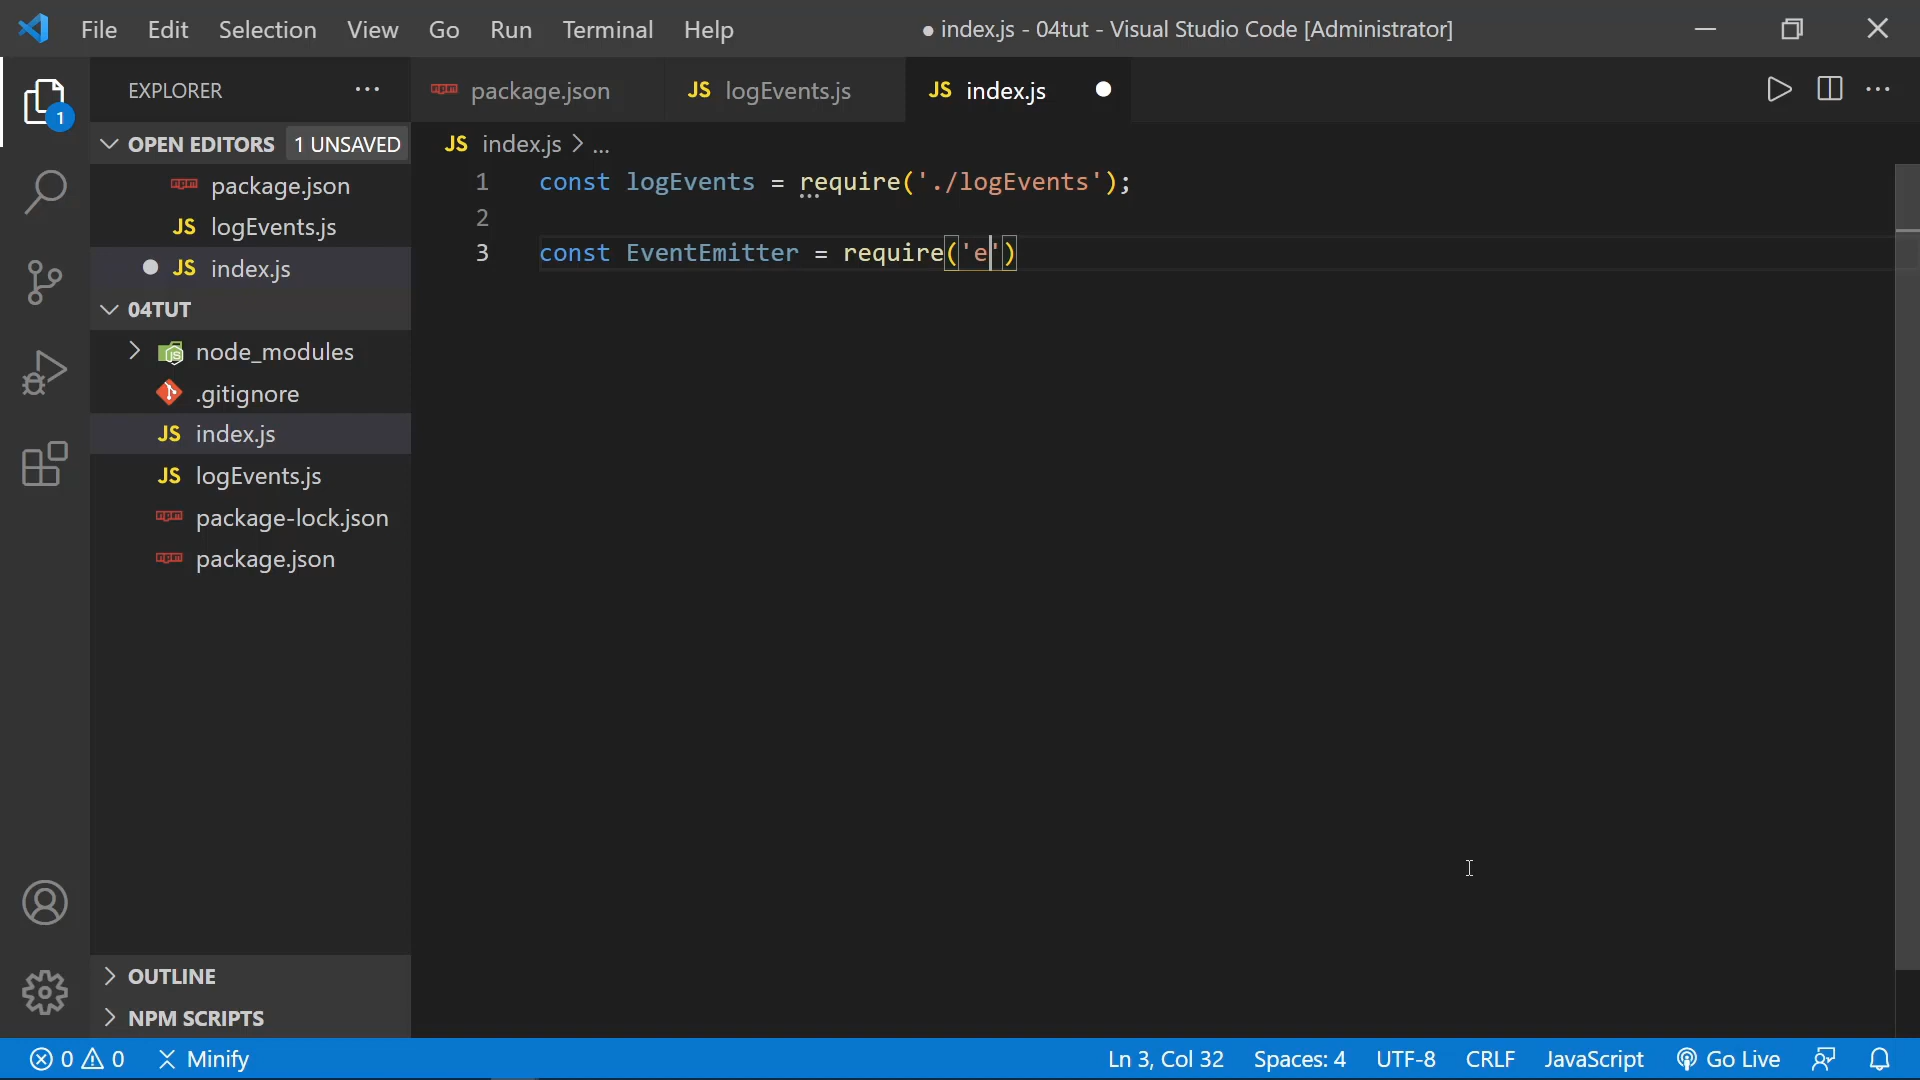 File Edit Selection View Go Run Terminal Help ● index.js - 04tut - Visual Studio Code [Administrator]
1
EXPLORER ...
OPEN EDITORS 1 UNSAVED
package.json
JS logEvents.js
JS index.js
04TUT
node_modules
.gitignore
JS index.js
JS logEvents.js
package-lock.json
package.json
OUTLINE
NPM SCRIPTS
package.json JS logEvents.js JS index.js ...
JS index.js > ...
1 const logEvents = require('./logEvents');
2
3 const EventEmitter = require('e')
0 0 Minify Ln 3, Col 32 Spaces: 4 UTF-8 CRLF JavaScript Go Live